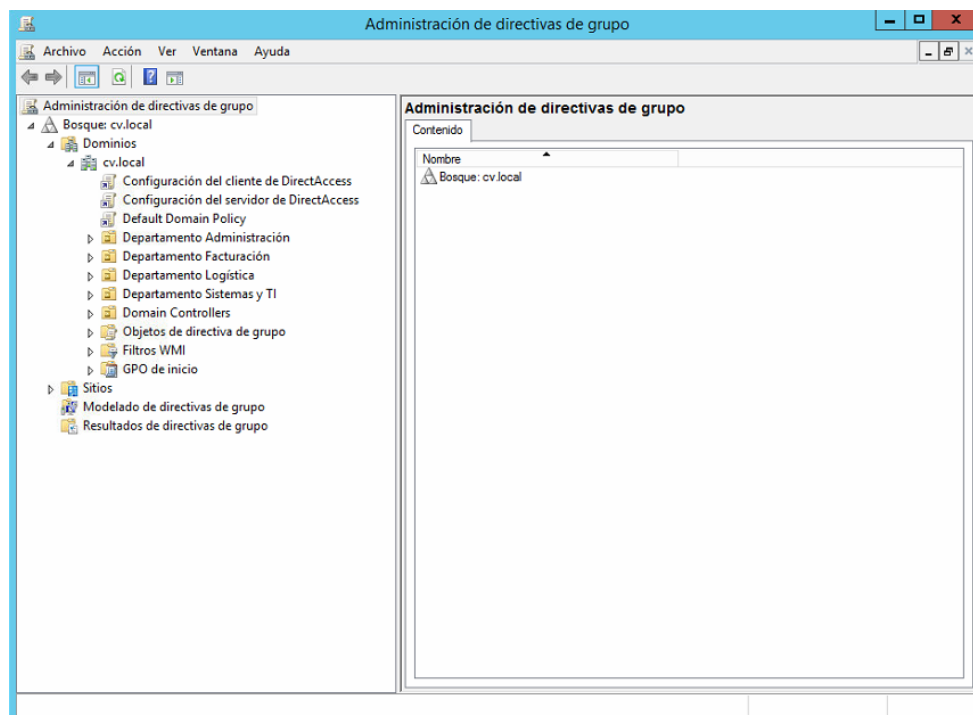 Administración de directivas de grupo
Archivo Acción Ver Ventana Ayuda
Administración de directivas de grupo
Bosque: cv.local
Dominios
cv.local
Configuración del cliente de DirectAccess
Configuración del servidor de DirectAccess
Default Domain Policy
Departamento Administración
Departamento Facturación
Departamento Logística
Departamento Sistemas y TI
Domain Controllers
Objetos de directiva de grupo
Filtros WMI
GPO de inicio
Sitios
Modelado de directivas de grupo
Resultados de directivas de grupo
Administración de directivas de grupo
Contenido
Nombre
Bosque: cv.local